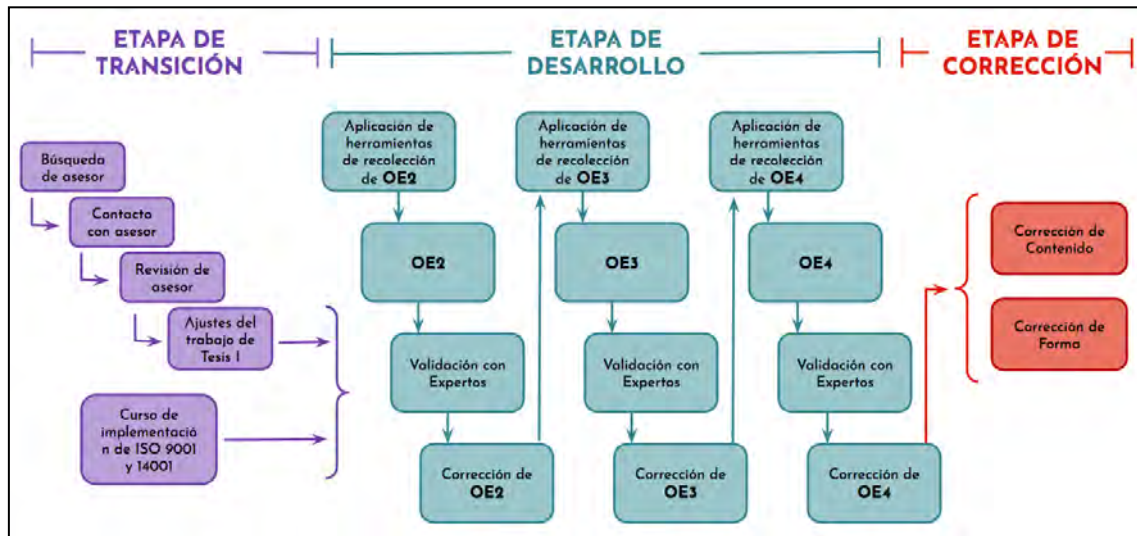 ETAPA DE
TRANSICIÓN
ETAPA DE
DESARROLLO
ETAPA DE
CORRECCIÓN
Búsqueda
de asesor
Contacto
con asesor
Revisión de
asesor
Ajustes del
trabajo de
Tesis I
Curso de
implementació
n de ISO 9001
y 14001
Aplicación de
herramientas
de recolección
de OE2
OE2
Validación con
Expertos
Corrección de
OE2
Aplicación de
herramientas
de recolección
de OE3
OE3
Validación con
Expertos
Corrección de
OE3
Aplicación de
herramientas
de recolección
de OE4
OE4
Validación con
Expertos
Corrección de
OE4
Corrección de
Contenido
Corrección de
Forma